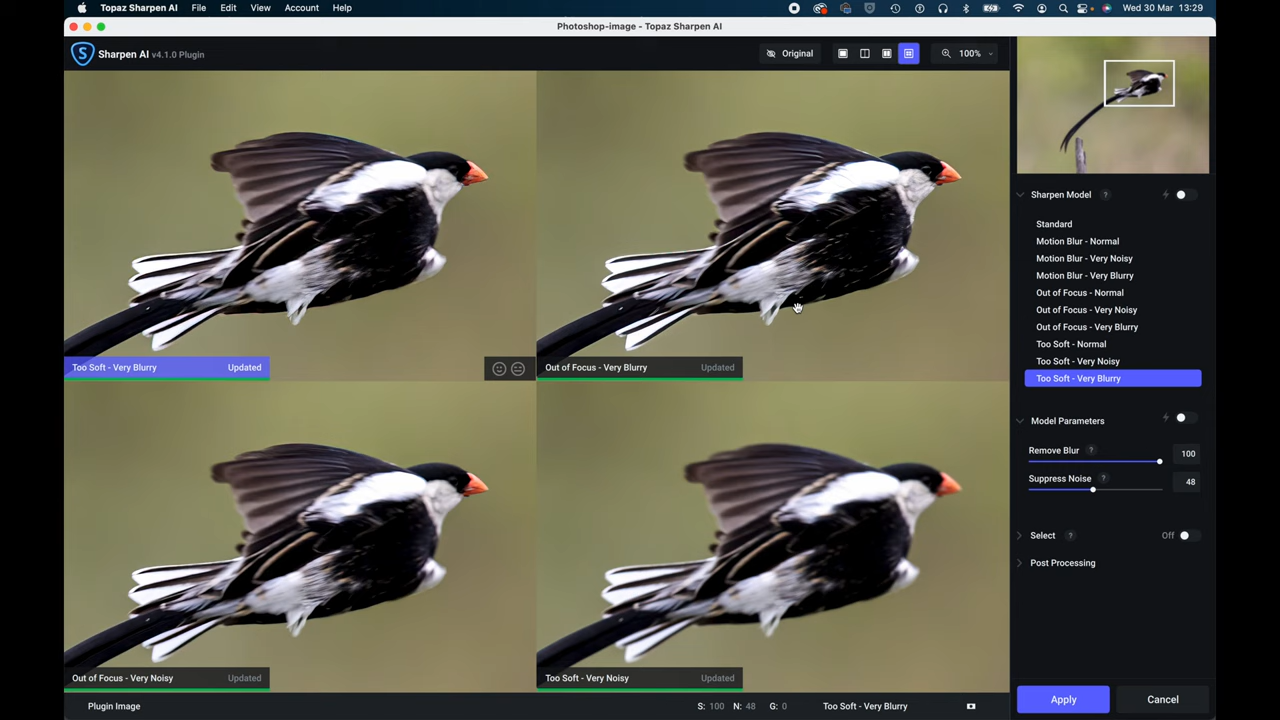 Topaz Sharpen AI File Edit View Account Help Wed 30 Mar 13:29
Photoshop-image - Topaz Sharpen AI
S Sharpen AI v4.1.0 Plugin Original 100%
Sharpen Model ?
Standard
Motion Blur - Normal
Motion Blur - Very Noisy
Motion Blur - Very Blurry
Out of Focus - Normal
Out of Focus - Very Noisy
Out of Focus - Very Blurry
Too Soft - Normal
Too Soft - Very Noisy
Too Soft - Very Blurry
Too Soft - Very Blurry Updated
Out of Focus - Very Blurry Updated
Model Parameters
Remove Blur ? 100
Suppress Noise ? 48
Select ? Off
Post Processing
Out of Focus - Very Noisy Updated
Too Soft - Very Noisy Updated
Apply Cancel
Plugin Image S: 100 N: 48 G: 0 Too Soft - Very Blurry